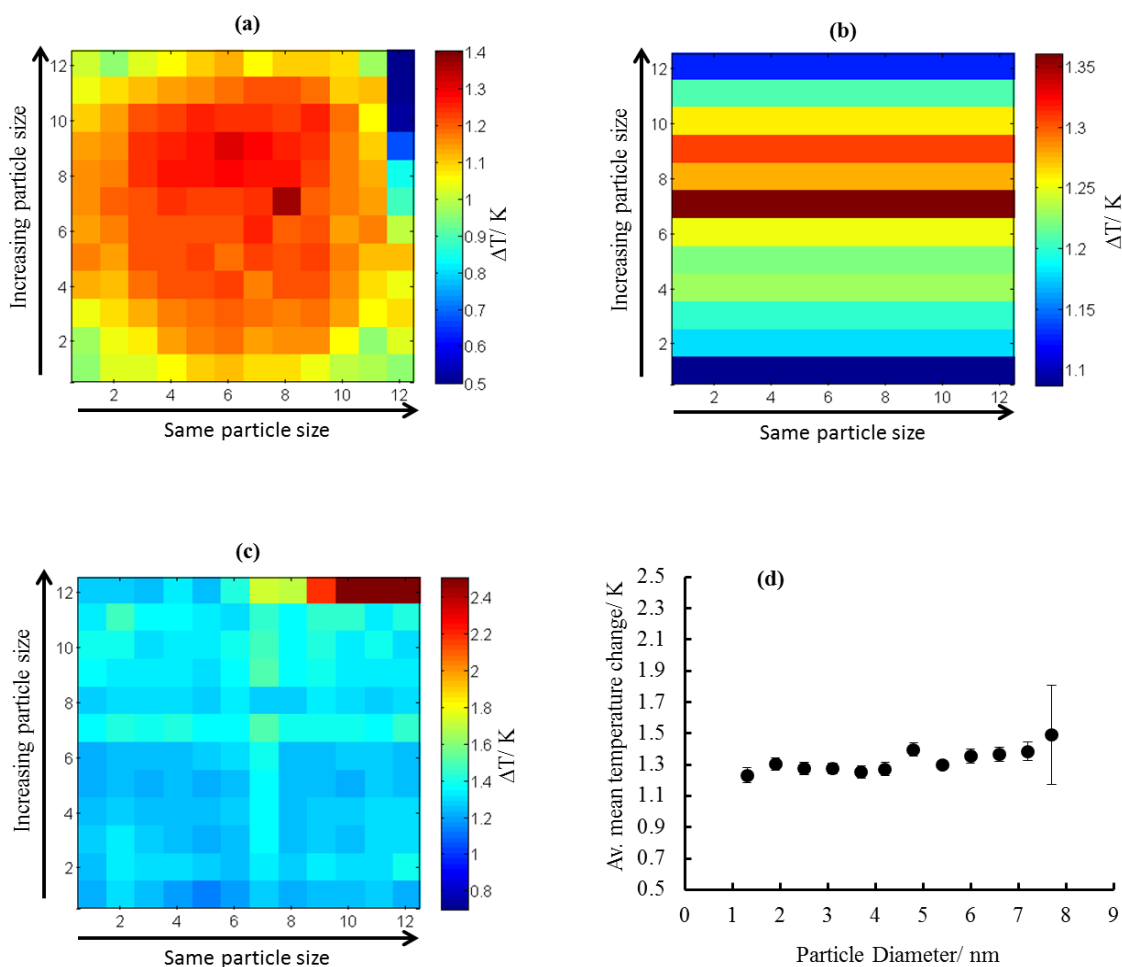 (a)
Increasing particle size
12
10
8
6
4
2
2 4 6 8 10 12
Same particle size
1.4
1.3
1.2
1.1
1
0.9
0.8
0.7
0.6
0.5
ΔT/ K
(b)
Increasing particle size
12
10
8
6
4
2
2 4 6 8 10 12
Same particle size
1.35
1.3
1.25
1.2
1.15
1.1
ΔT/ K
(c)
Increasing particle size
12
10
8
6
4
2
2 4 6 8 10 12
Same particle size
2.4
2.2
2
1.8
1.6
1.4
1.2
1
0.8
ΔT/ K
(d)
Av. mean temperature change/ K
2.5
2.3
2.1
1.9
1.7
1.5
1.3
1.1
0.9
0.7
0.5
0 1 2 3 4 5 6 7 8 9
Particle Diameter/ nm